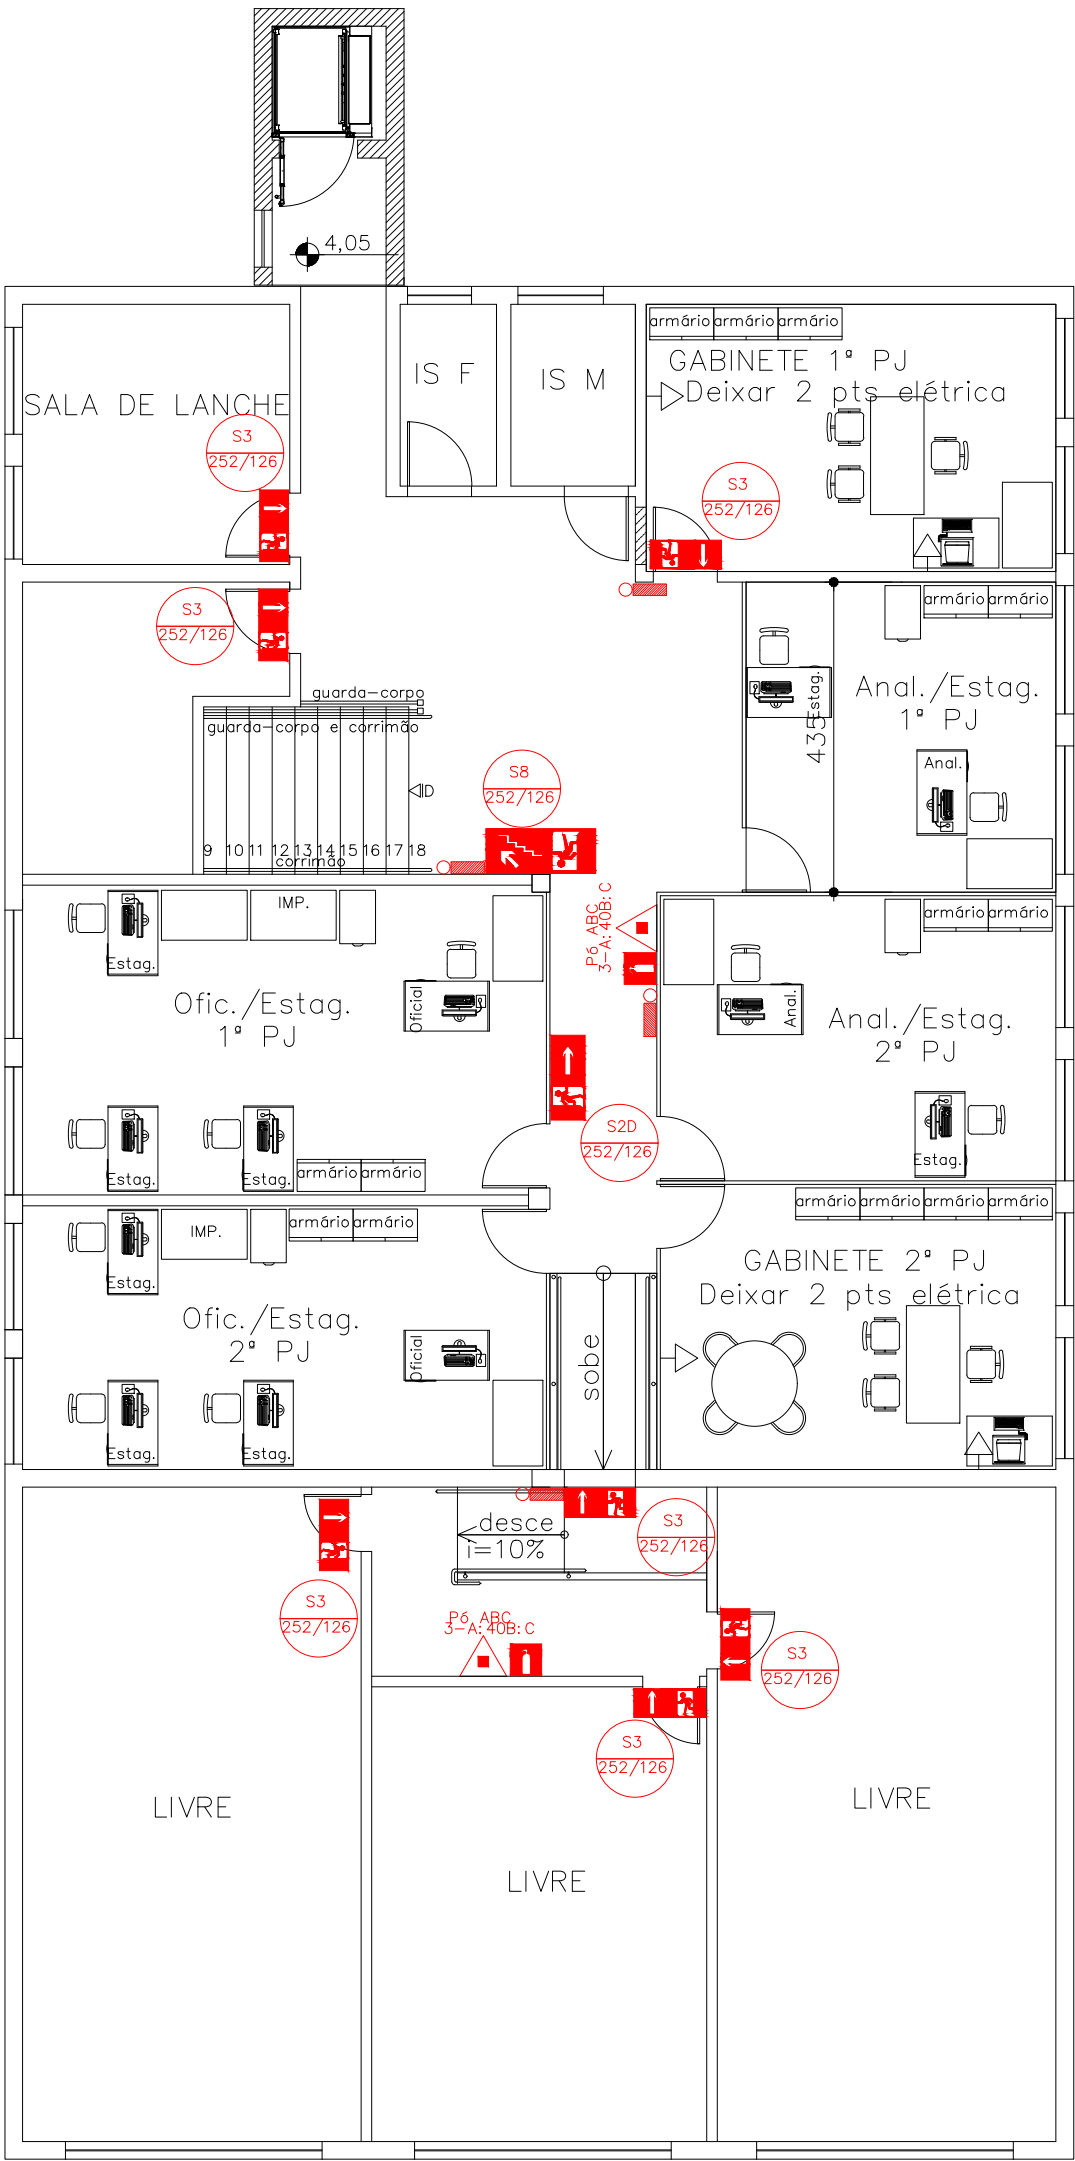 4,05
armário armário armário
GABINETE 1ª PJ
Deixar 2 pts elétrica
IS F
IS M
SALA DE LANCHE
S3
252/126
S3
252/126
S3
252/126
armário armário
Estag.
Anal./Estag.
1ª PJ
435
Anal.
guarda-corpo
guarda-corpo e corrimão
D
9 10 11 12 13 14 15 16 17 18
corrimão
S8
252/126
P6 ABC
3-A:40B:C
IMP.
Estag.
Oficial
Ofic./Estag.
1ª PJ
Estag.
Estag.
armário armário
armário armário
Anal.
Anal./Estag.
2ª PJ
Estag.
S2D
252/126
IMP.
armário armário
Estag.
Ofic./Estag.
2ª PJ
Oficial
Estag.
Estag.
armário armário armário armário
GABINETE 2ª PJ
Deixar 2 pts elétrica
sobe
desce
i=10%
S3
252/126
S3
252/126
P6 ABC
3-A:40B:C
S3
252/126
S3
252/126
LIVRE
LIVRE
LIVRE